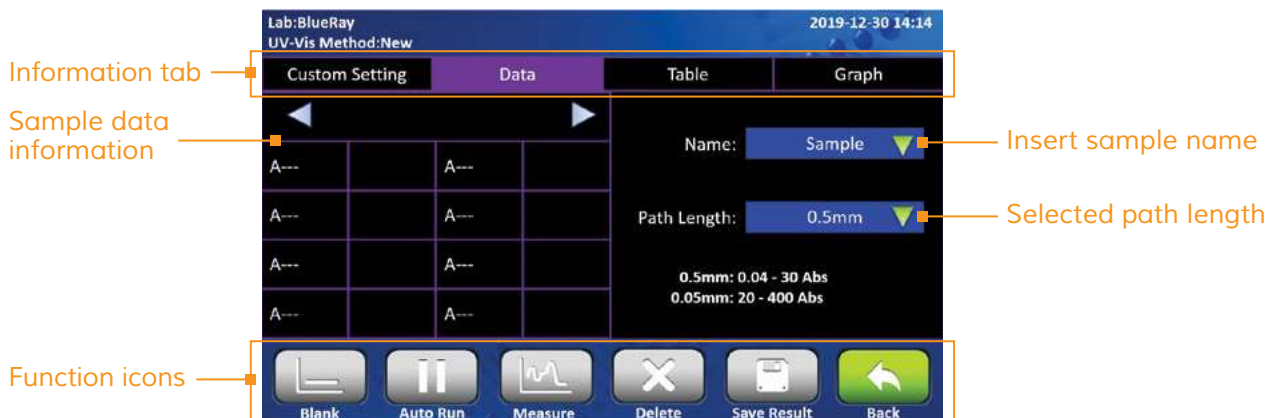 Lab:BlueRay
2019-12-30 14:14
UV-Vis Method:New
Information tab
Custom Setting
Data
Table
Graph
Sample data
information
Name:
Sample
Insert sample name
A---
A---
Path Length:
0.5mm
Selected path length
A---
A---
A---
A---
0.5mm: 0.04 - 30 Abs
0.05mm: 20 - 400 Abs
A---
A---
Function icons
Blank
Auto Run
Measure
Delete
Save Result
Back